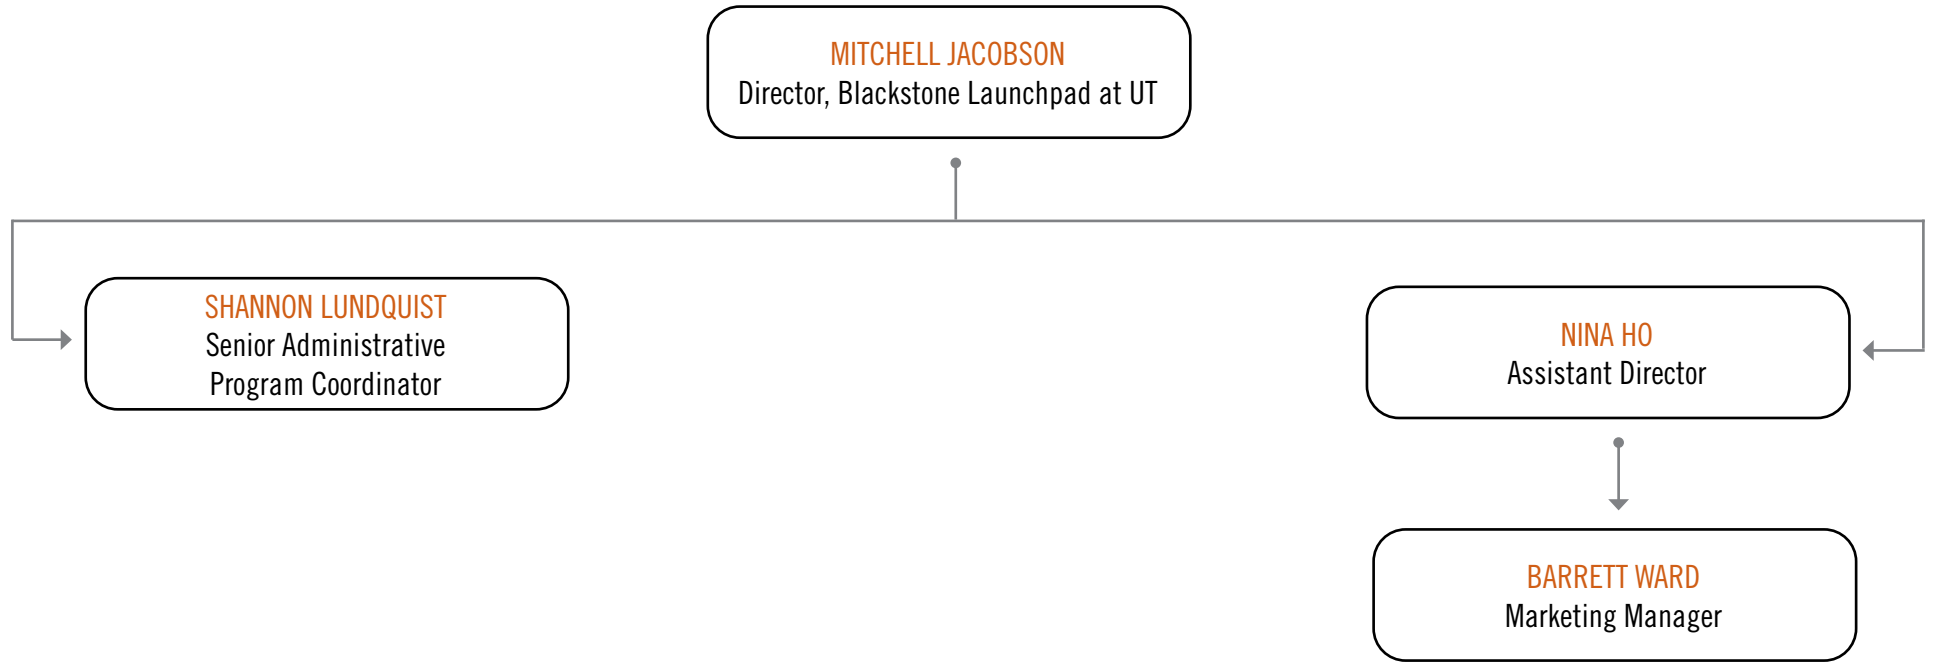 MITCHELL JACOBSON
Director, Blackstone Launchpad at UT
SHANNON LUNDQUIST
Senior Administrative
Program Coordinator
NINA HO
Assistant Director
BARRETT WARD
Marketing Manager